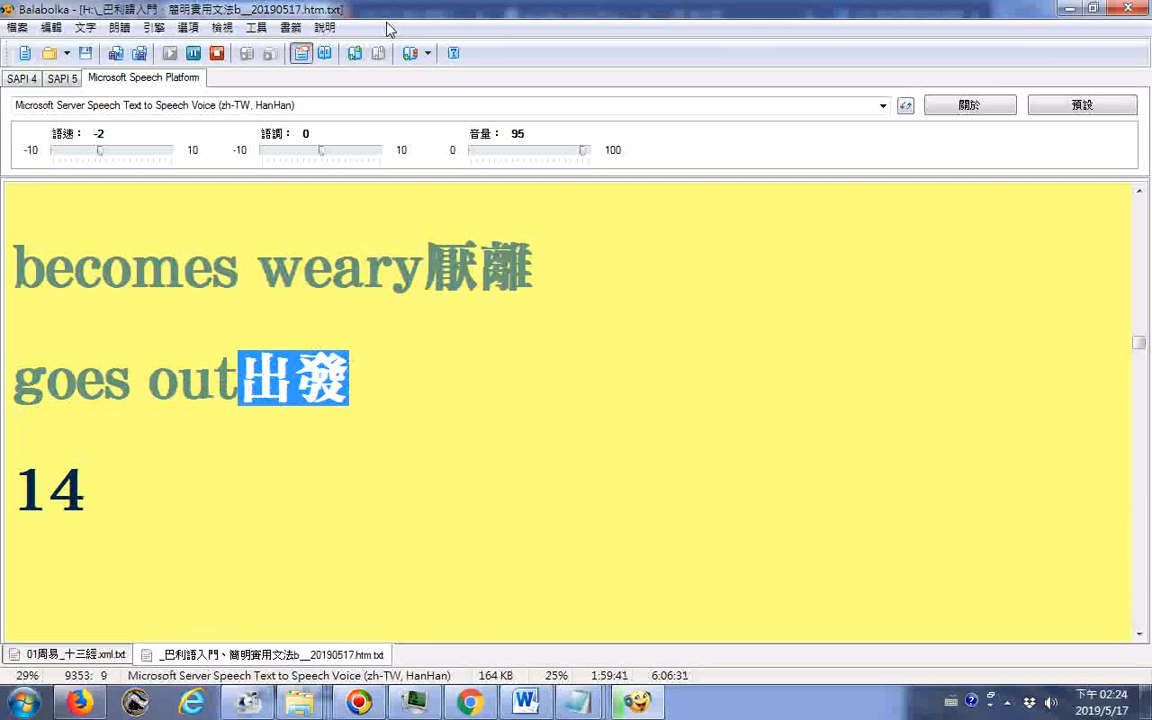 Balabolka - [H:\_巴利語入門、簡明實用文法b__20190517.htm.txt]
檔案 編輯 文字 朗讀 引擎 選項 檢視 工具 書籤 說明
SAPI 4 SAPI 5 Microsoft Speech Platform
Microsoft Server Speech Text to Speech Voice (zh-TW, HanHan) 關於 預設
語速： -2 語調： 0 音量： 95
-10 10 -10 10 0 100
becomes weary厭離
goes out出發
14
01周易_十三經.xml.txt _巴利語入門、簡明實用文法b__20190517.htm.txt
29% 9353: 9 Microsoft Server Speech Text to Speech Voice (zh-TW, HanHan) 164 KB 25% 1:59:41 6:06:31
下午 02:24
2019/5/17